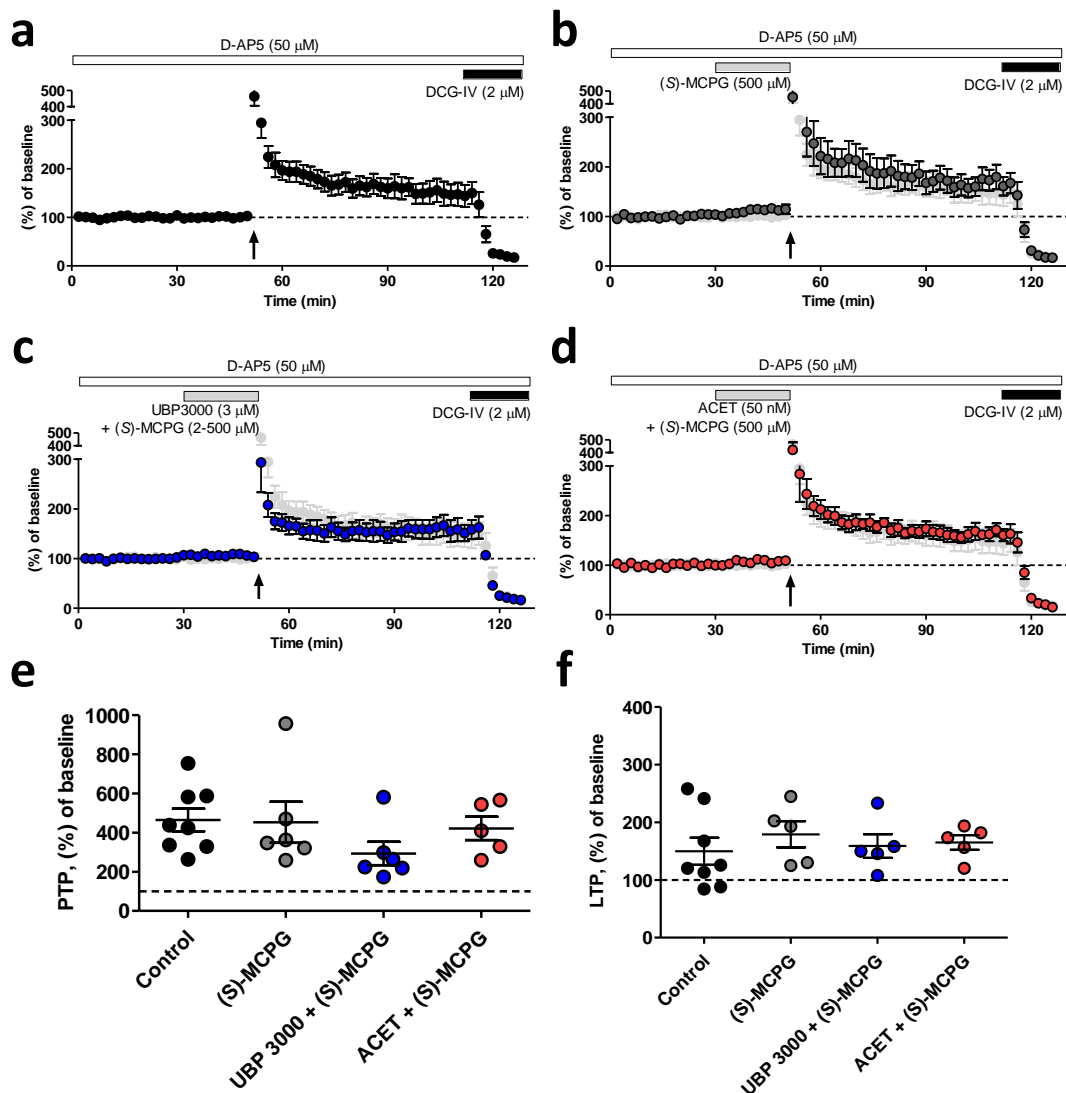 a
D-AP5 (50 μM)
DCG-IV (2 μM)
(%) of baseline
500
400
300
200
100
0
0 30 60 90 120
Time (min)
b
D-AP5 (50 μM)
(S)-MCPG (500 μM)
DCG-IV (2 μM)
(%) of baseline
500
400
300
200
100
0
0 30 60 90 120
Time (min)
c
D-AP5 (50 μM)
UBP3000 (3 μM)
+ (S)-MCPG (2-500 μM)
DCG-IV (2 μM)
(%) of baseline
500
400
300
200
100
0
0 30 60 90 120
Time (min)
d
D-AP5 (50 μM)
ACET (50 nM)
+ (S)-MCPG (500 μM)
DCG-IV (2 μM)
(%) of baseline
500
400
300
200
100
0
0 30 60 90 120
Time (min)
e
PTP, (%) of baseline
1000
800
600
400
200
0
Control
(S)-MCPG
UBP 3000 + (S)-MCPG
ACET + (S)-MCPG
f
LTP, (%) of baseline
400
300
200
100
0
Control
(S)-MCPG
UBP 3000 + (S)-MCPG
ACET + (S)-MCPG